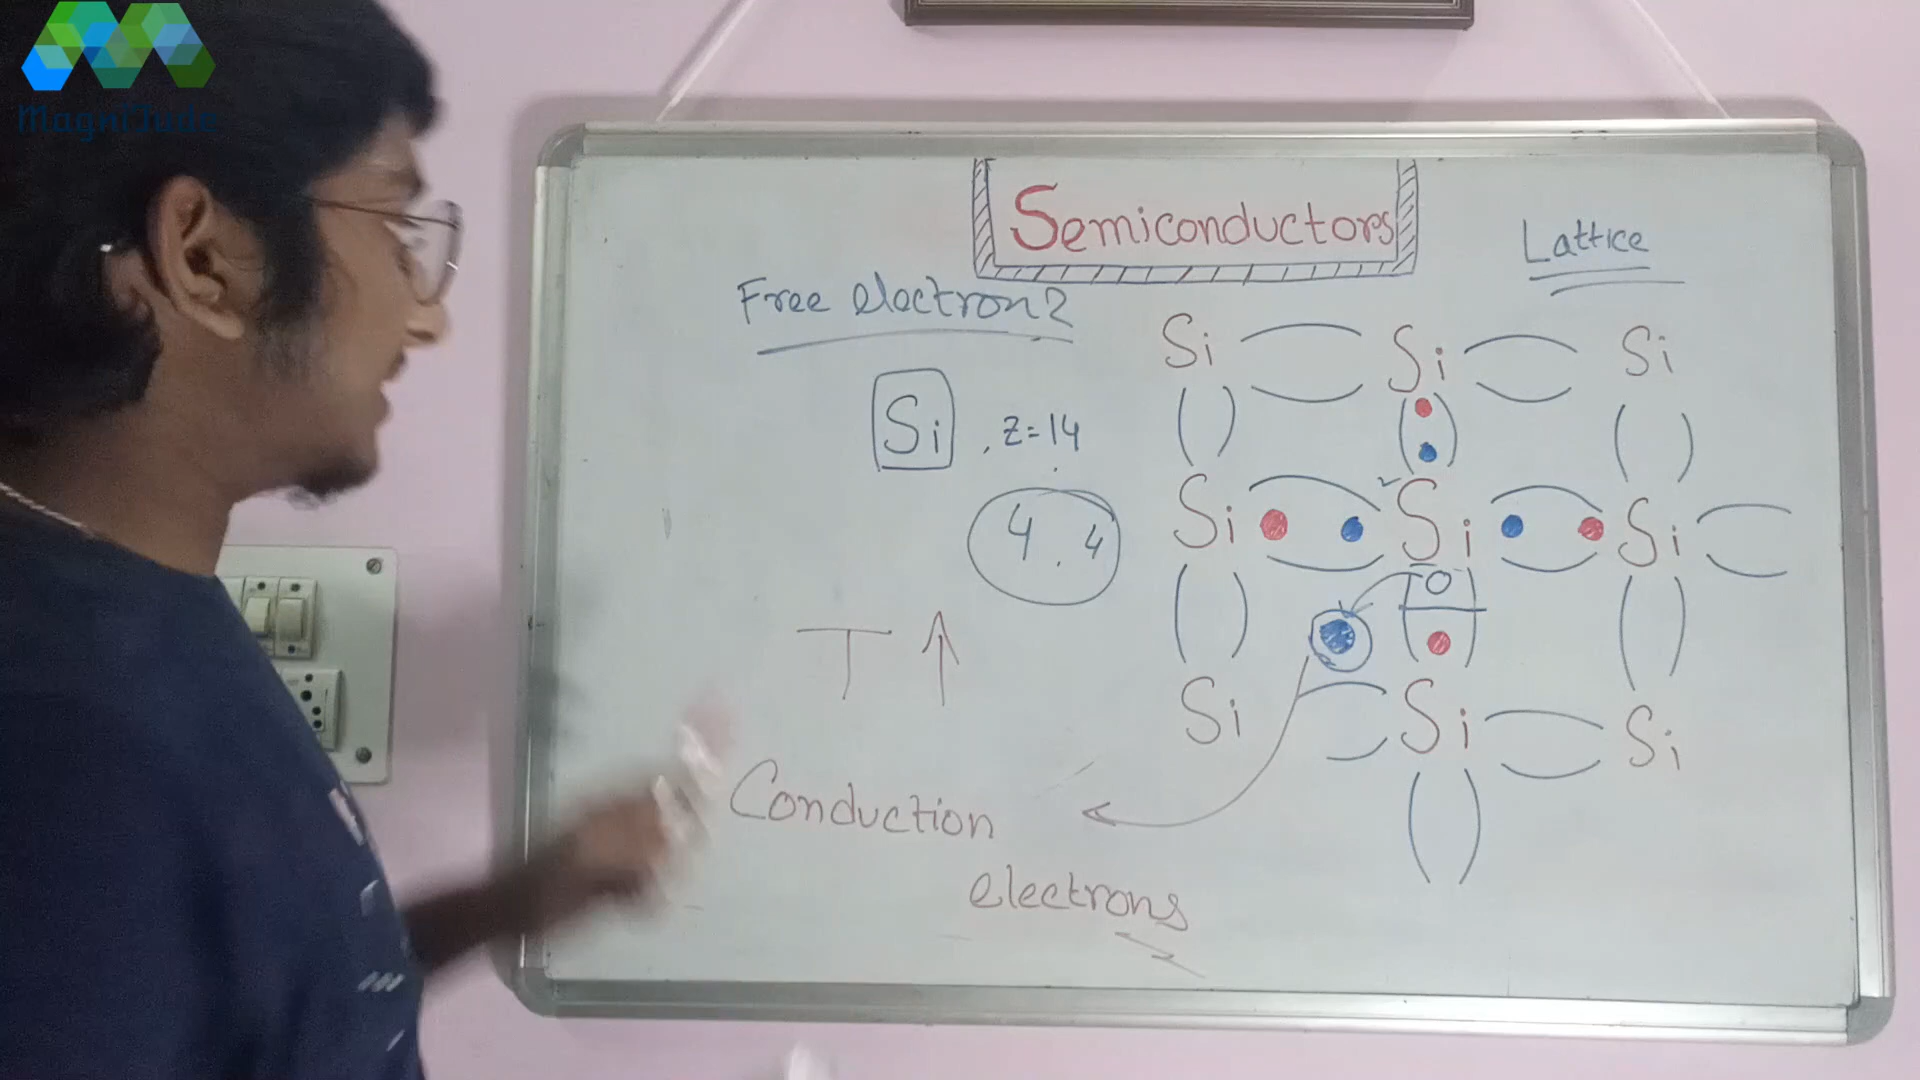 MagniTude
Semiconductors
Lattice
Free electron?
Si Si Si
Si , Z=14
4 . 4
Si Si Si
T ↑
Si Si Si
Conduction
electrons